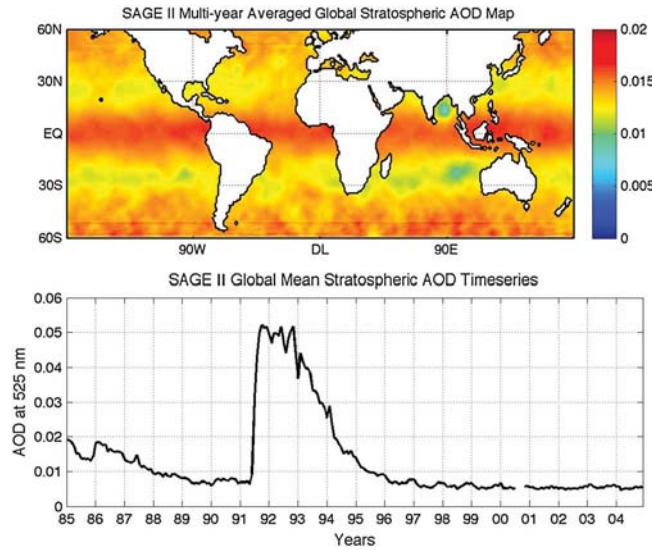 SAGE II Multi-year Averaged Global Stratospheric AOD Map
60N
30N
EQ
30S
60S
90W DL 90E
0.02
0.015
0.01
0.005
0
SAGE II Global Mean Stratospheric AOD Timeseries
AOD at 525 nm
0.06
0.05
0.04
0.03
0.02
0.01
0
85 86 87 88 89 90 91 92 93 94 95 96 97 98 99 00 01 02 03 04
Years